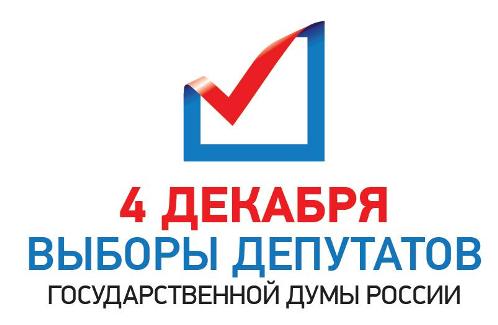 4 ДЕКАБРЯ
ВЫБОРЫ ДЕПУТАТОВ
ГОСУДАРСТВЕННОЙ ДУМЫ РОССИИ